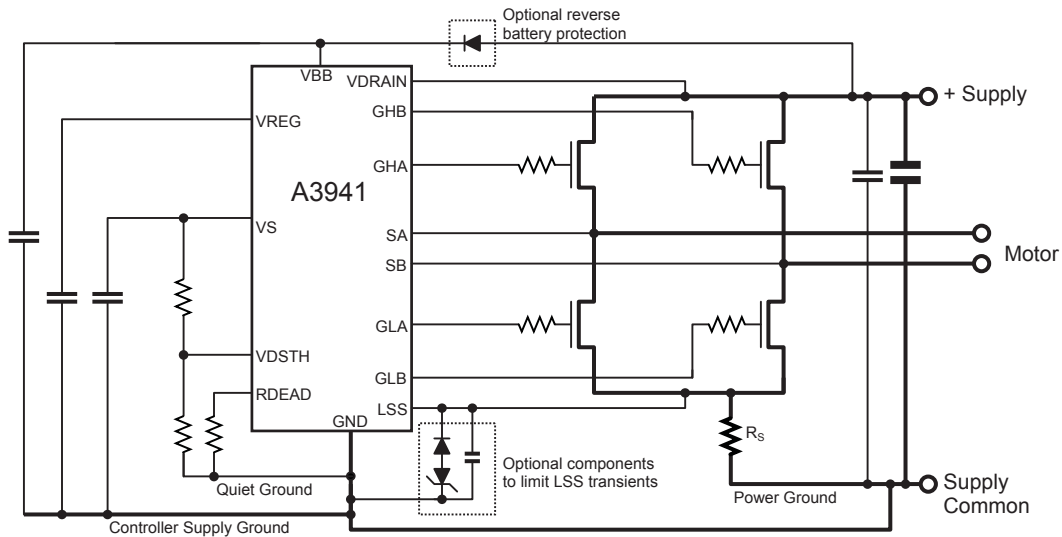 Optional reverse
battery protection
VBB
VDRAIN
GHB
+ Supply
VREG
GHA
A3941
VS
SA
SB
Motor
GLA
VDSTH
GLB
RDEAD
LSS
GND
RS
Optional components
to limit LSS transients
Quiet Ground
Power Ground
Supply
Common
Controller Supply Ground